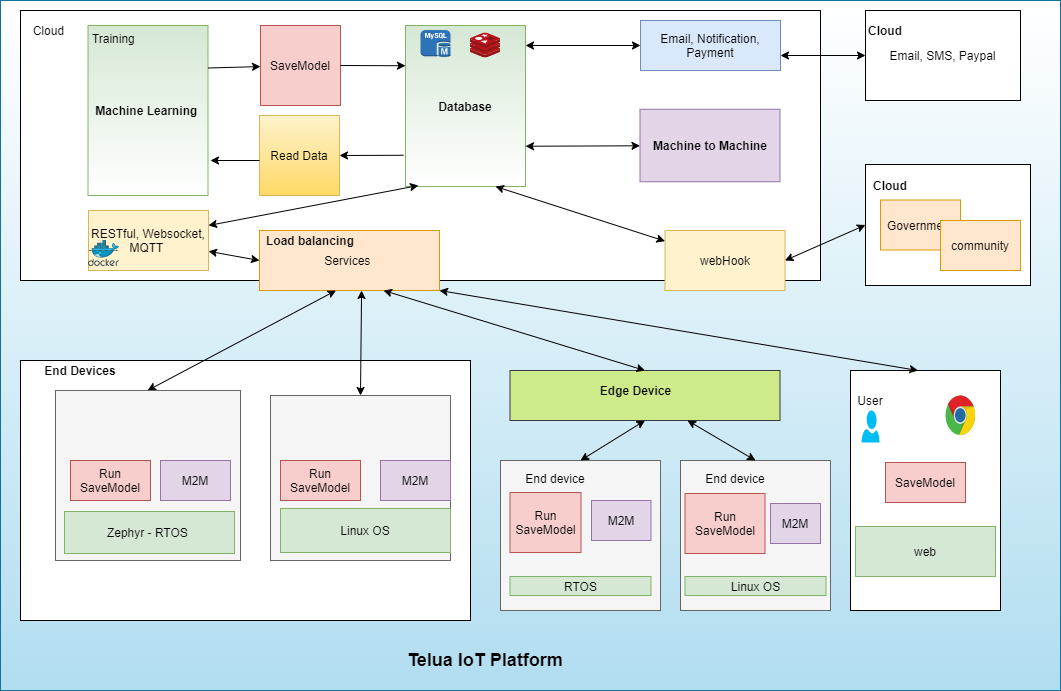 Cloud
Training
Machine Learning
SaveModel
Read Data
MySQL
M
Database
Email, Notification,
Payment
Machine to Machine
Cloud
Email, SMS, Paypal
Cloud
Governme
community
RESTful, Websocket,
MQTT
docker
Load balancing
Services
webHook
End Devices
Run
SaveModel
M2M
Zephyr - RTOS
Run
SaveModel
M2M
Linux OS
Edge Device
End device
Run
SaveModel
M2M
RTOS
End device
Run
SaveModel
M2M
Linux OS
User
SaveModel
web
Telua IoT Platform